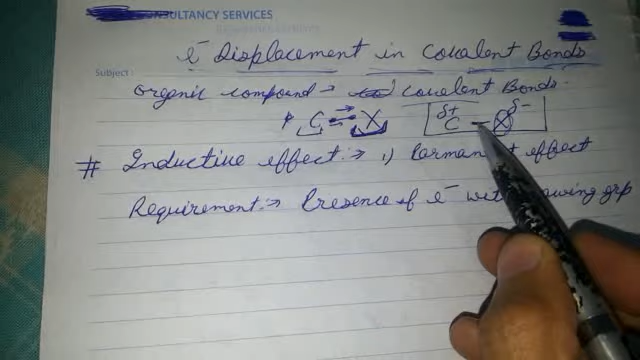 CONSULTANCY SERVICES
e⁻ Displacement in Covalent Bonds
Subject :
organic compound → Covalent Bonds.
C ⇌ X δ+ C – X δ-
# Inductive effect :→ 1) Permanent effect
Requirement :→ Presence of e⁻ withdrawing grp